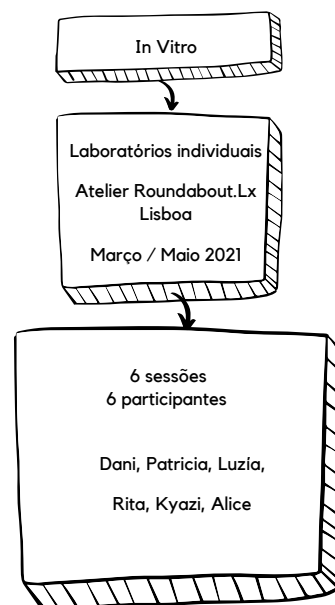 In Vitro
Laboratórios individuais
Atelier Roundabout.Lx
Lisboa
Março / Maio 2021
6 sessões
6 participantes
Dani, Patricia, Luzía,
Rita, Kyazi, Alice